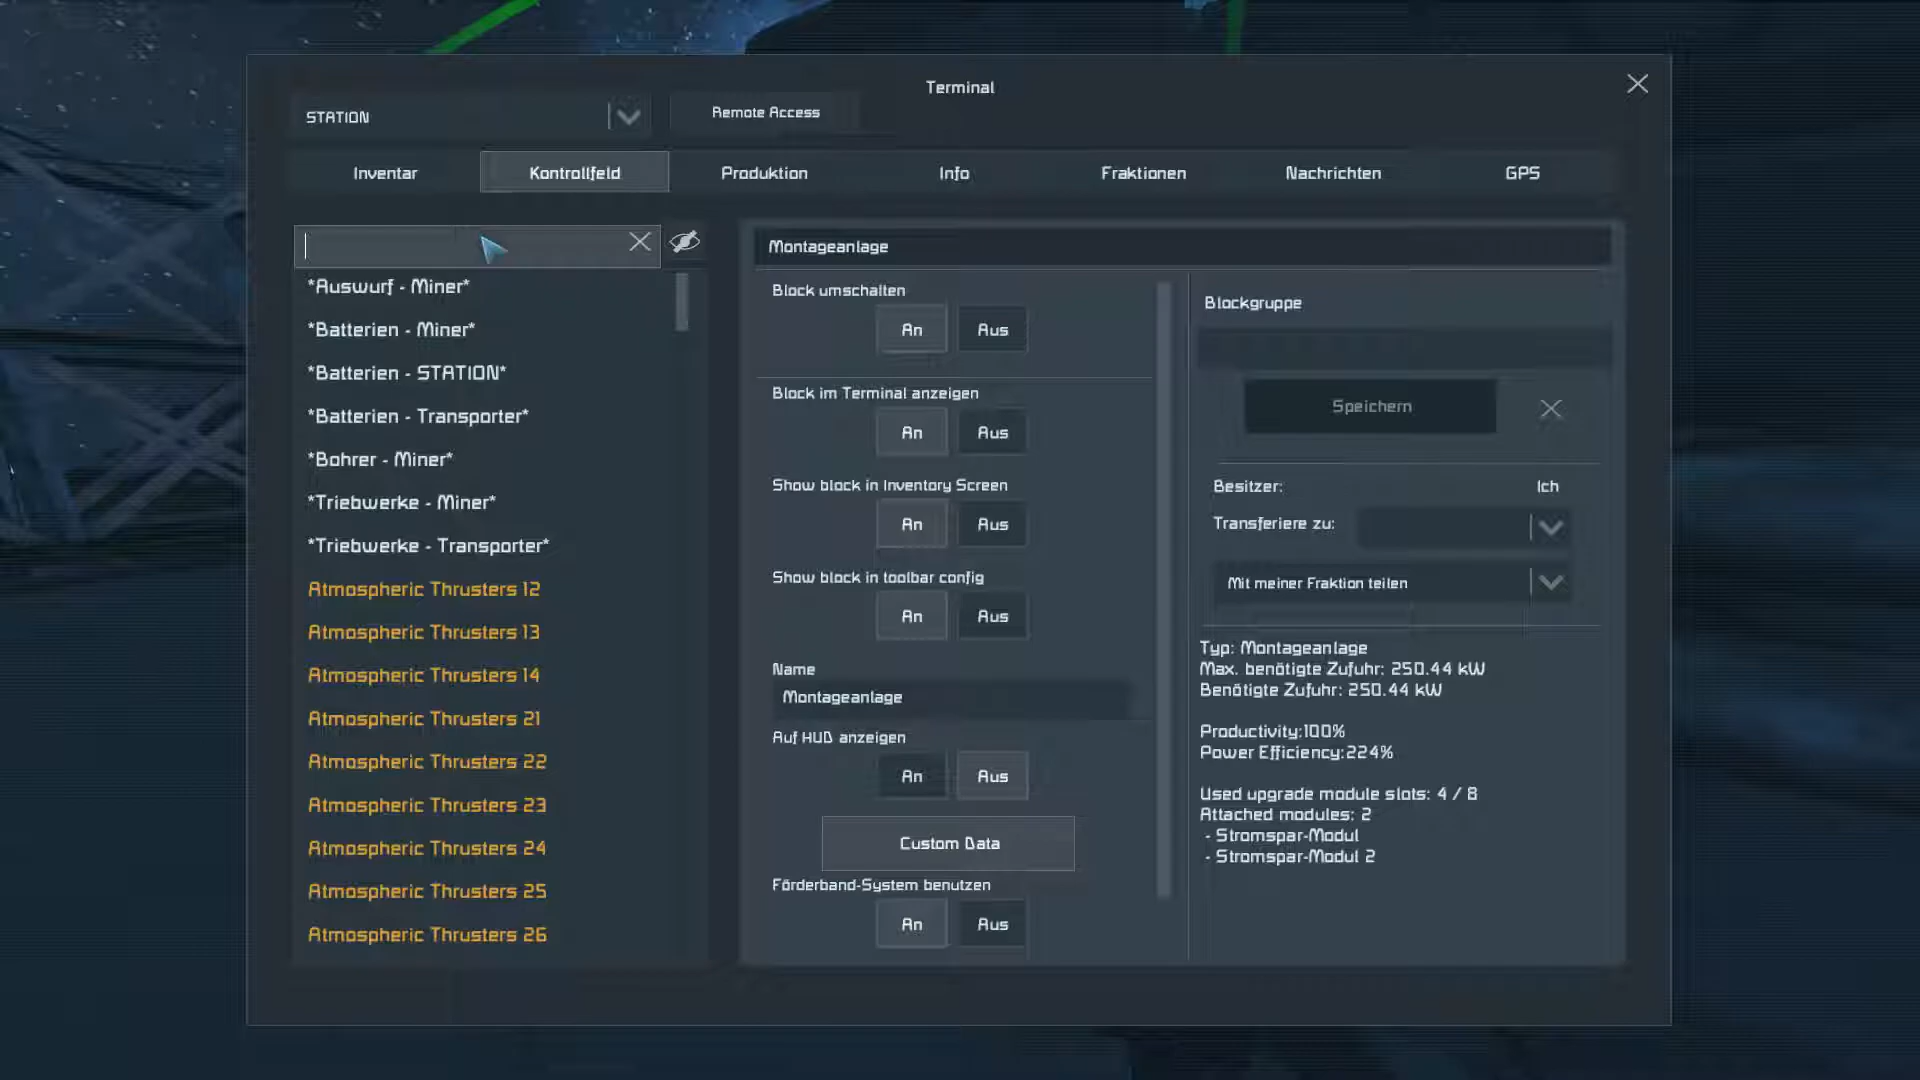 Terminal
STATION
Remote Access
Inventar
Kontrollfeld
Produktion
Info
Fraktionen
Nachrichten
GPS
*Auswurf - Miner*
*Batterien - Miner*
*Batterien - STATION*
*Batterien - Transporter*
*Bohrer - Miner*
*Triebwerke - Miner*
*Triebwerke - Transporter*
Atmospheric Thrusters 12
Atmospheric Thrusters 13
Atmospheric Thrusters 14
Atmospheric Thrusters 21
Atmospheric Thrusters 22
Atmospheric Thrusters 23
Atmospheric Thrusters 24
Atmospheric Thrusters 25
Atmospheric Thrusters 26
Montageanlage
Block umschalten
An Aus
Block im Terminal anzeigen
An Aus
Show block in Inventory Screen
An Aus
Show block in toolbar config
An Aus
Name
Montageanlage
Auf HUD anzeigen
An Aus
Custom Data
Förderband-System benutzen
An Aus
Blockgruppe
Speichern
Besitzer: Ich
Transferiere zu:
Mit meiner Fraktion teilen
Typ: Montageanlage
Max. benötigte Zufuhr: 250.44 kW
Benötigte Zufuhr: 250.44 kW
Productivity:100%
Power Efficiency:224%
Used upgrade module slots: 4 / 8
Attached modules: 2
- Stromspar-Modul
- Stromspar-Modul 2